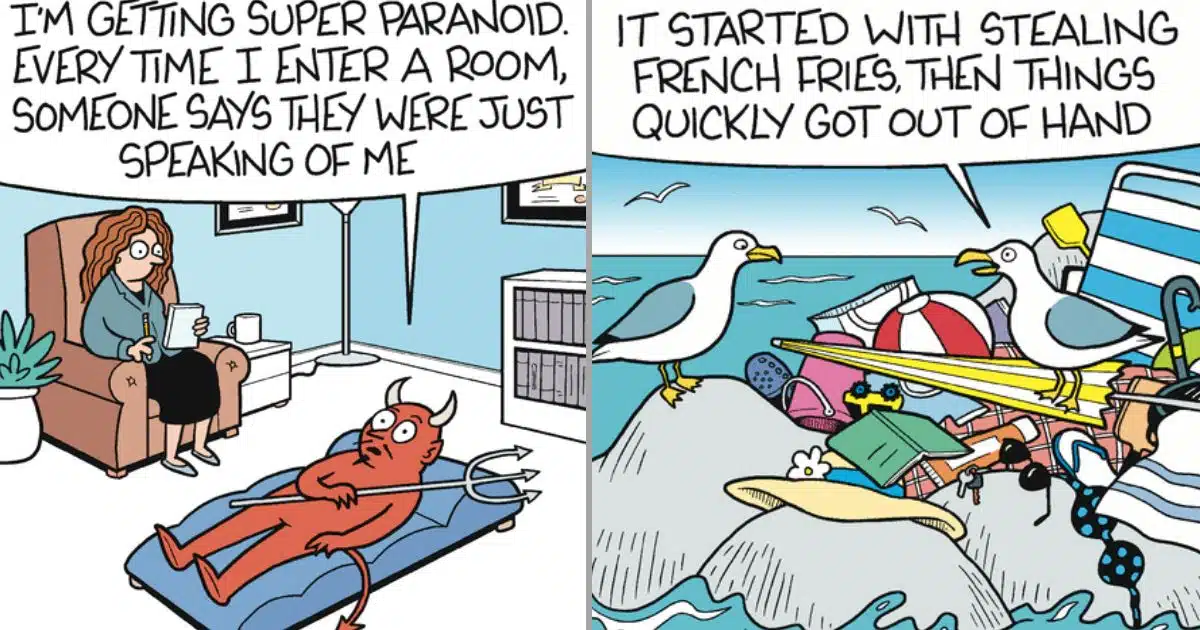 I'M GETTING SUPER PARANOID.
EVERY TIME I ENTER A ROOM,
SOMEONE SAYS THEY WERE JUST
SPEAKING OF ME
IT STARTED WITH STEALING
FRENCH FRIES, THEN THINGS
QUICKLY GOT OUT OF HAND